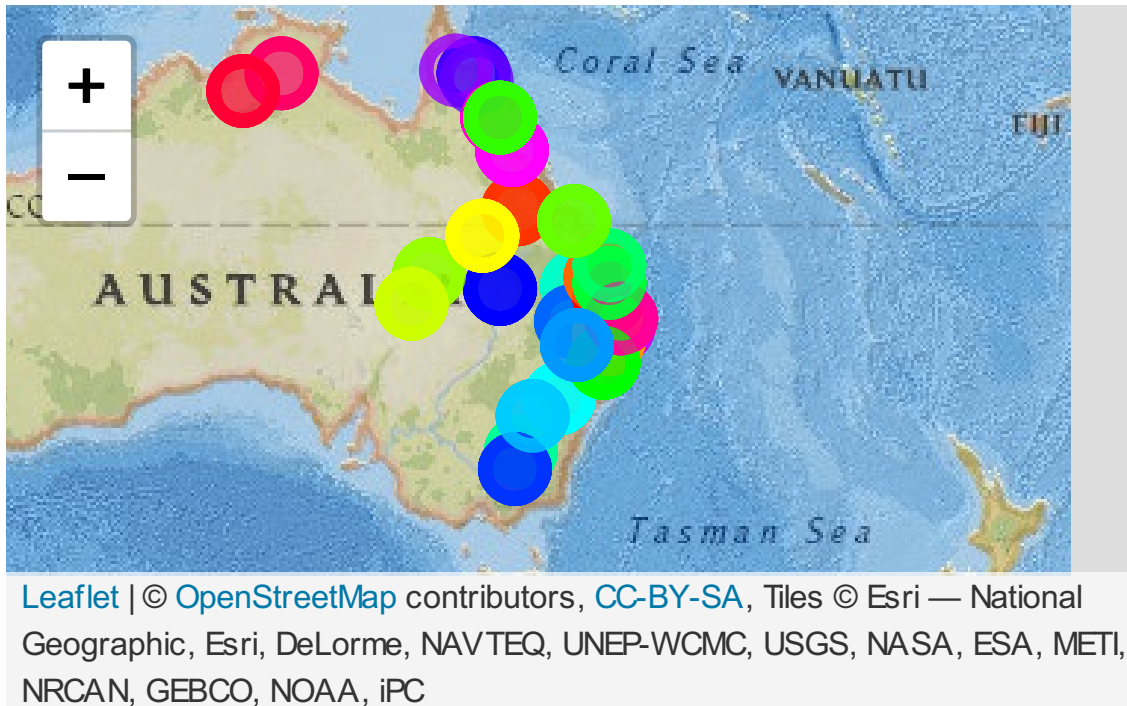 +
Coral Sea
VANUATU
FIJI
−
CO
AUSTRAL
Tasman Sea
Leaflet | © OpenStreetMap contributors, CC-BY-SA, Tiles © Esri — National
Geographic, Esri, DeLorme, NAVTEQ, UNEP-WCMC, USGS, NASA, ESA, METI,
NRCAN, GEBCO, NOAA, iPC